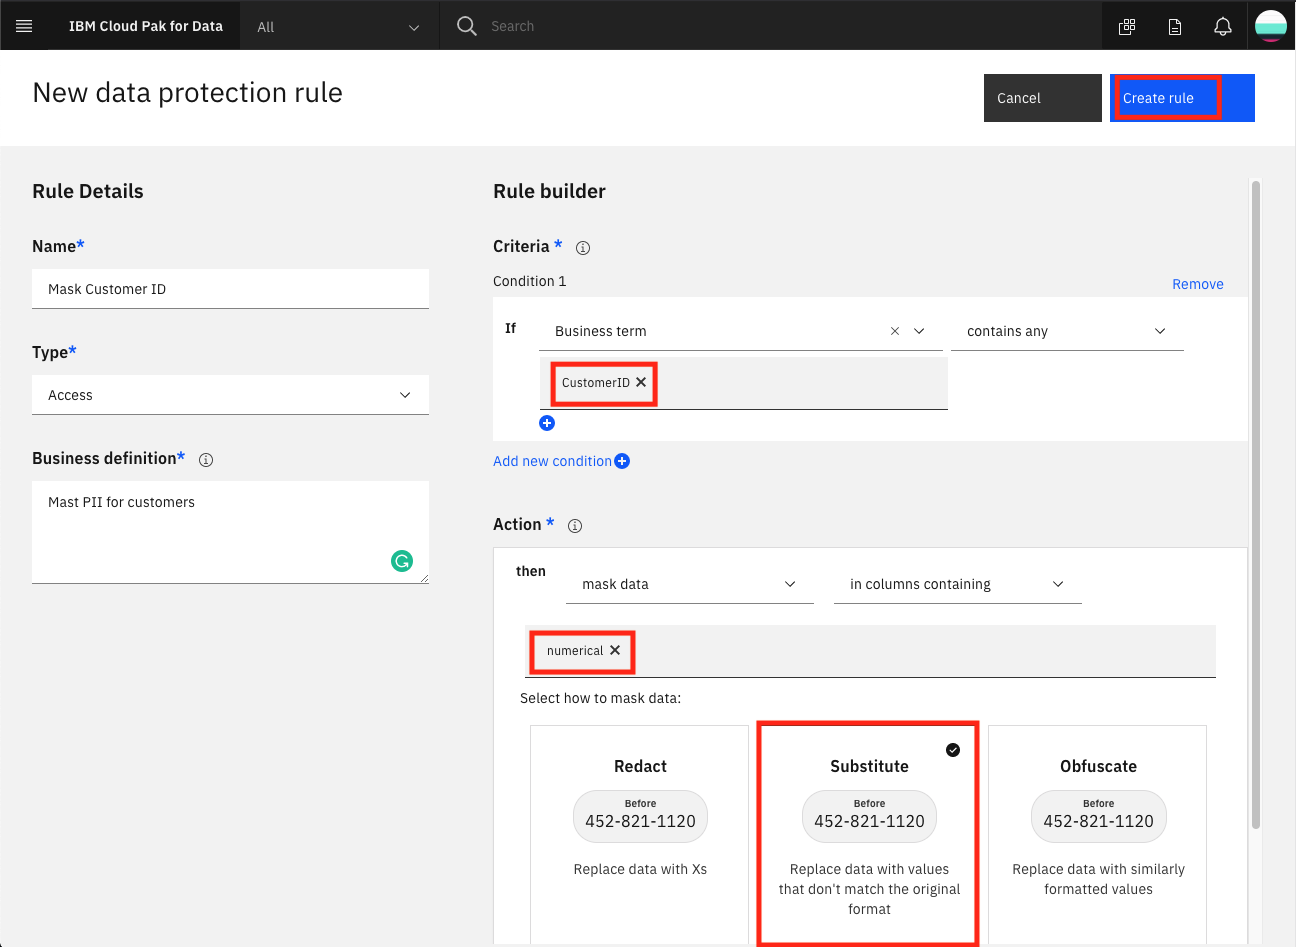 IBM Cloud Pak for Data
All
Search
New data protection rule
Cancel
Create rule
Rule Details
Name*
Mask Customer ID
Type*
Access
Business definition*
Mast PII for customers
Rule builder
Criteria *
Condition 1
Remove
If
Business term
contains any
CustomerID
Add new condition
Action *
then
mask data
in columns containing
numerical
Select how to mask data:
Redact
Before
452-821-1120
Replace data with Xs
Substitute
Before
452-821-1120
Replace data with values
that don't match the original
format
Obfuscate
Before
452-821-1120
Replace data with similarly
formatted values